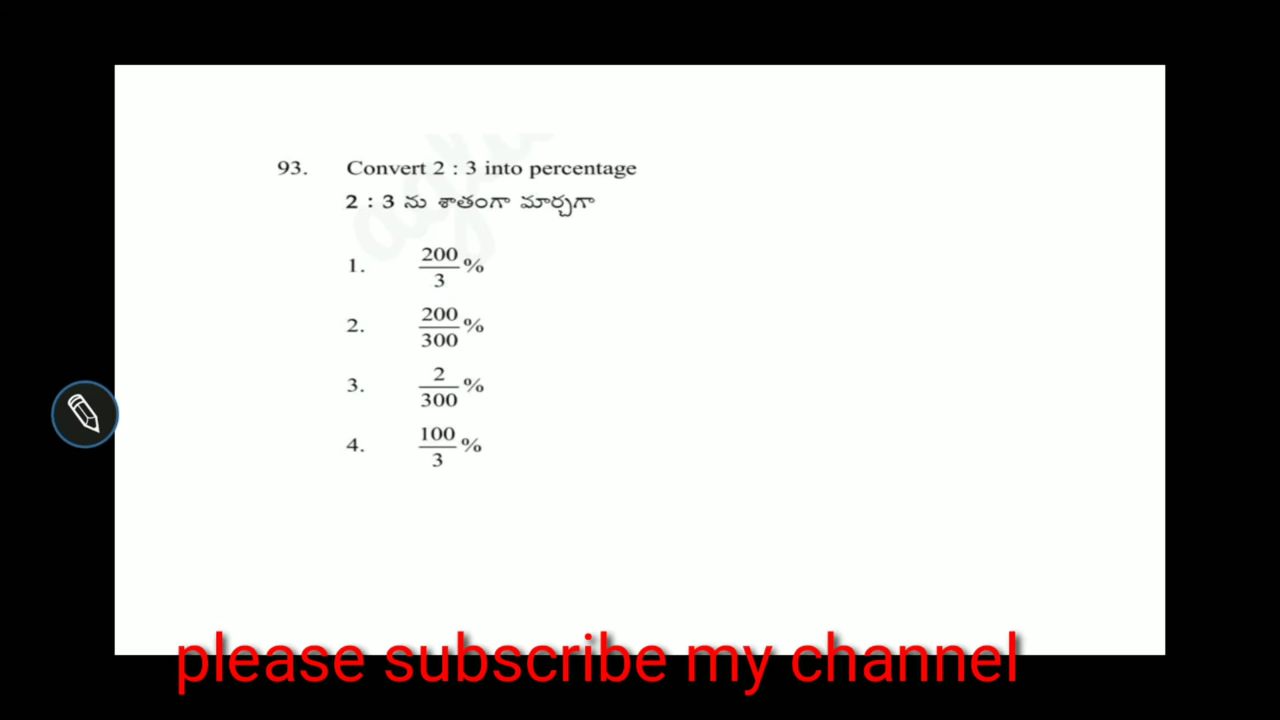 93. Convert 2 : 3 into percentage
2 : 3 ను శాతంగా మార్చగా
1. 200/3 %
2. 200/300 %
3. 2/300 %
4. 100/3 %
please subscribe my channel